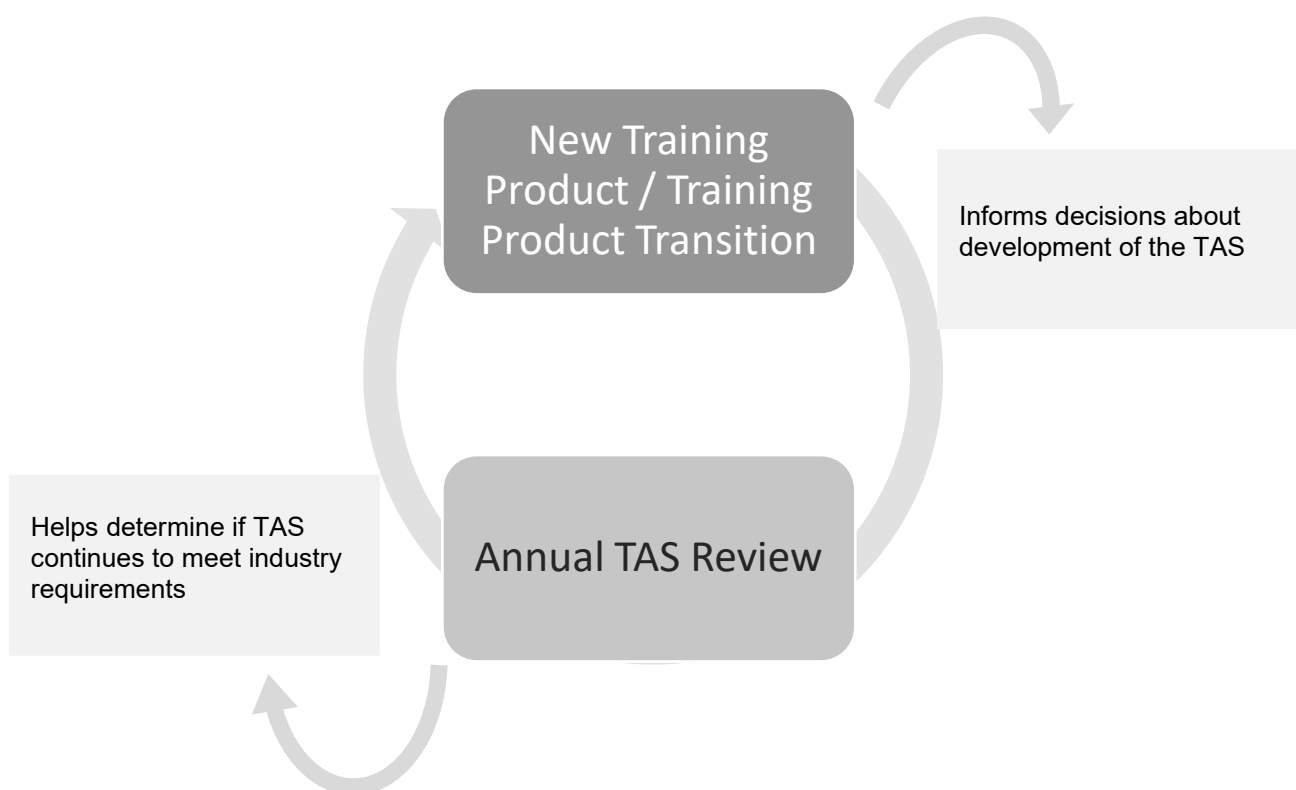 New Training
Product / Training
Product Transition
Informs decisions about
development of the TAS
Helps determine if TAS
continues to meet industry
requirements
Annual TAS Review